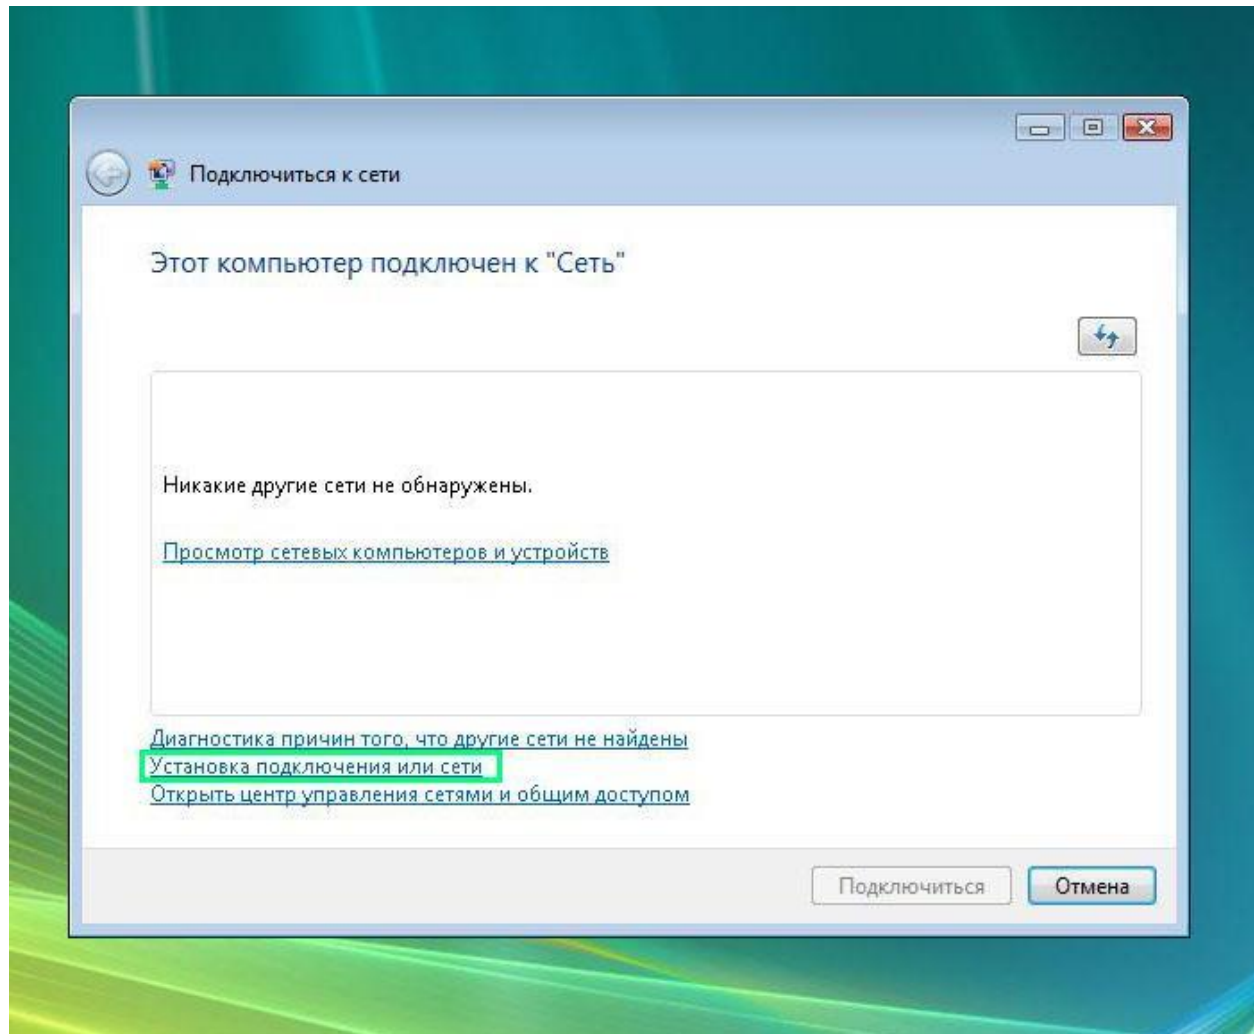 Подключиться к сети
Этот компьютер подключен к "Сеть"
Никакие другие сети не обнаружены.
Просмотр сетевых компьютеров и устройств
Диагностика причин того, что другие сети не найдены
Установка подключения или сети
Открыть центр управления сетями и общим доступом
Подключиться
Отмена